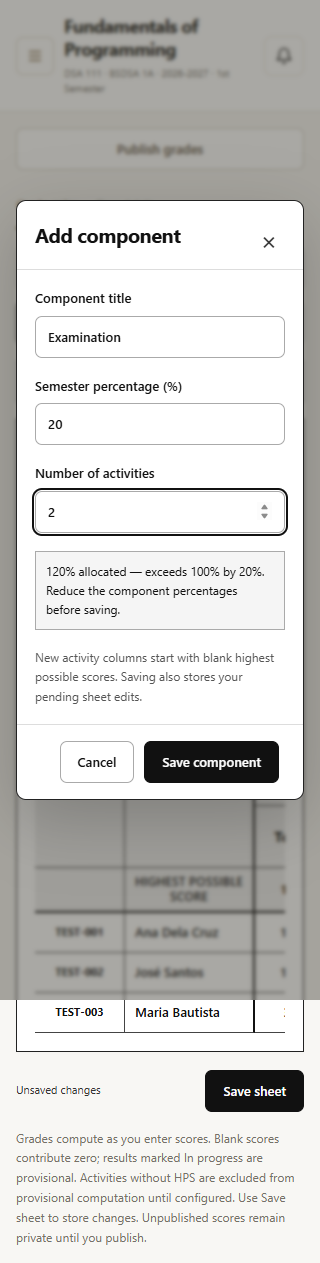 Fundamentals of
Programming
Semester
Publish grades
Add component
Component title
Examination
Semester percentage (%)
20
Number of activities
2
120% allocated — exceeds 100% by 20%.
Reduce the component percentages
before saving.
New activity columns start with blank highest
possible scores. Saving also stores your
pending sheet edits.
Cancel
Save component
HIGHEST POSSIBLE
SCORE
TEST-001 Ana Dela Cruz
TEST-002 José Santos
TEST-003 Maria Bautista
Unsaved changes
Save sheet
Grades compute as you enter scores. Blank scores
contribute zero; results marked In progress are
provisional. Activities without HPS are excluded from
provisional computation until configured. Use Save
sheet to store changes. Unpublished scores remain
private until you publish.